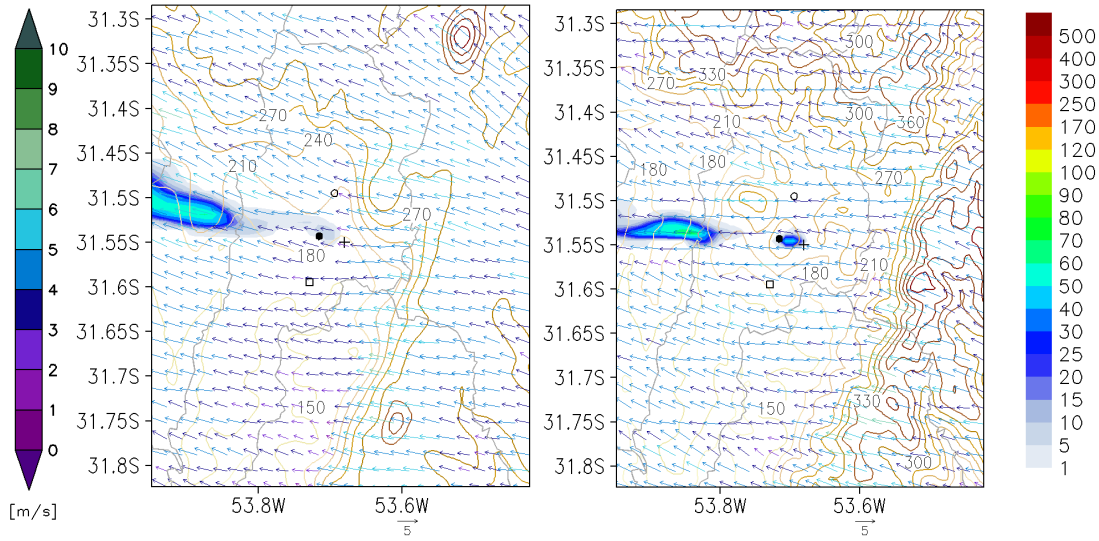 10
9
8
7
6
5
4
3
2
1
0
[m/s]
31.3S
31.35S
31.4S
31.45S
31.5S
31.55S
31.6S
31.65S
31.7S
31.75S
31.8S
270
240
210
270
180
150
53.8W
53.6W
5
31.3S
31.35S
31.4S
31.45S
31.5S
31.55S
31.6S
31.65S
31.7S
31.75S
31.8S
300
330
270
300
210
360
180
180
270
210
180
150
330
300
53.8W
53.6W
5
500
400
300
250
170
120
100
90
80
70
60
50
40
30
25
20
15
10
5
1